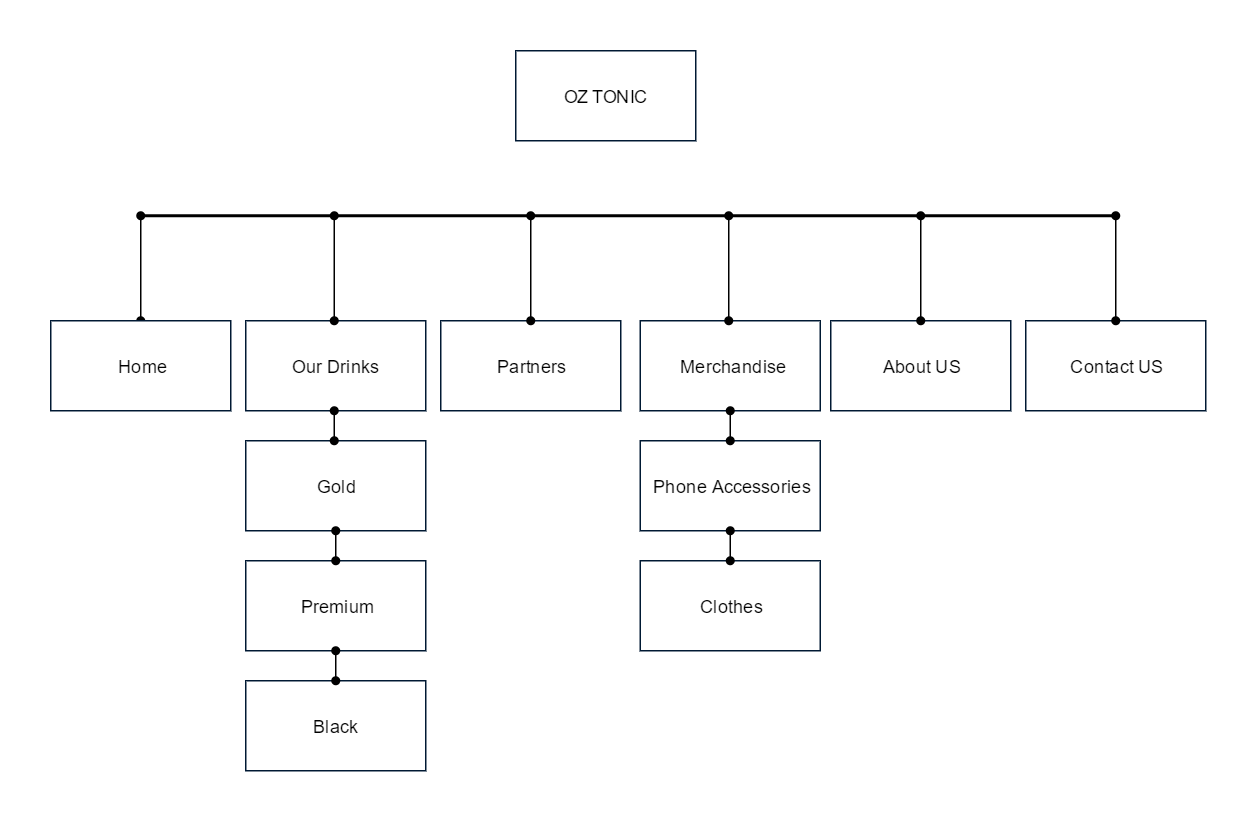 OZ TONIC
Home
Our Drinks
Partners
Merchandise
About US
Contact US
Gold
Phone Accessories
Premium
Clothes
Black